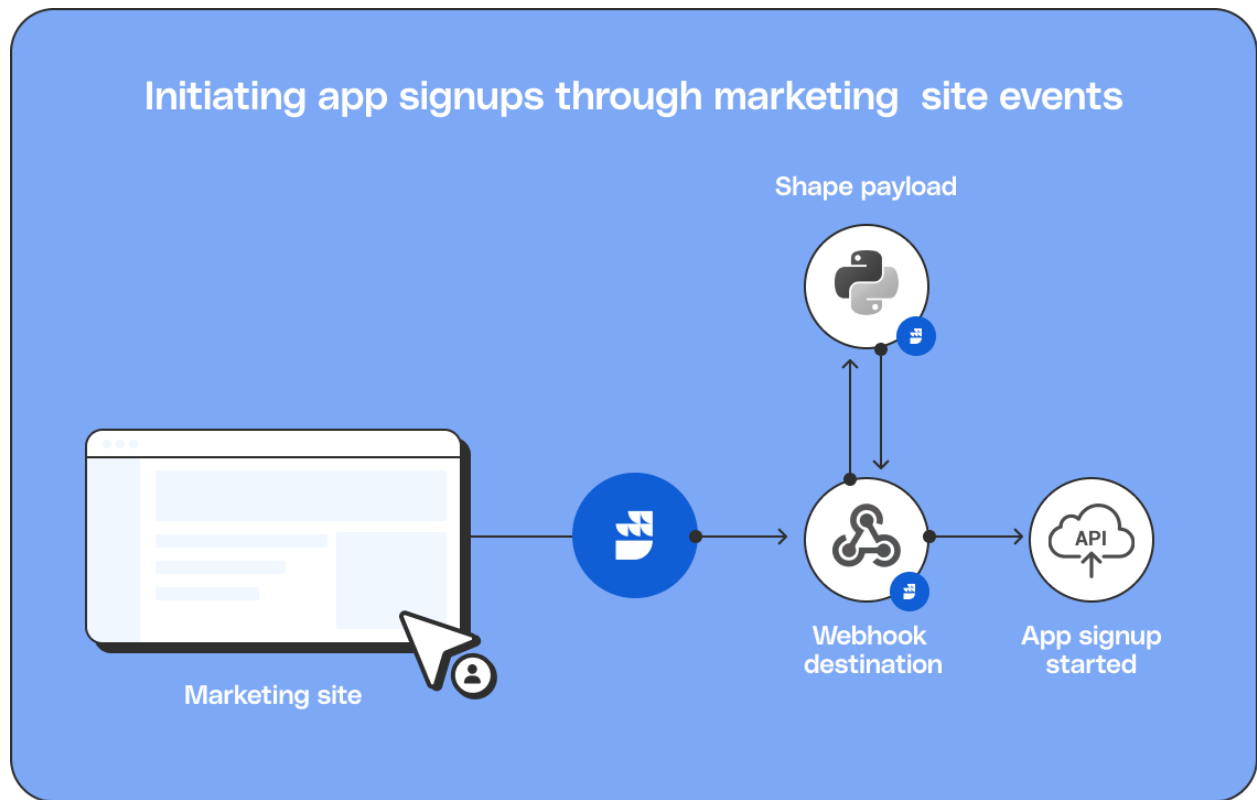 Initiating app signups through marketing  site events
Shape payload
API
Webhook
destination
App signup
started
Marketing site